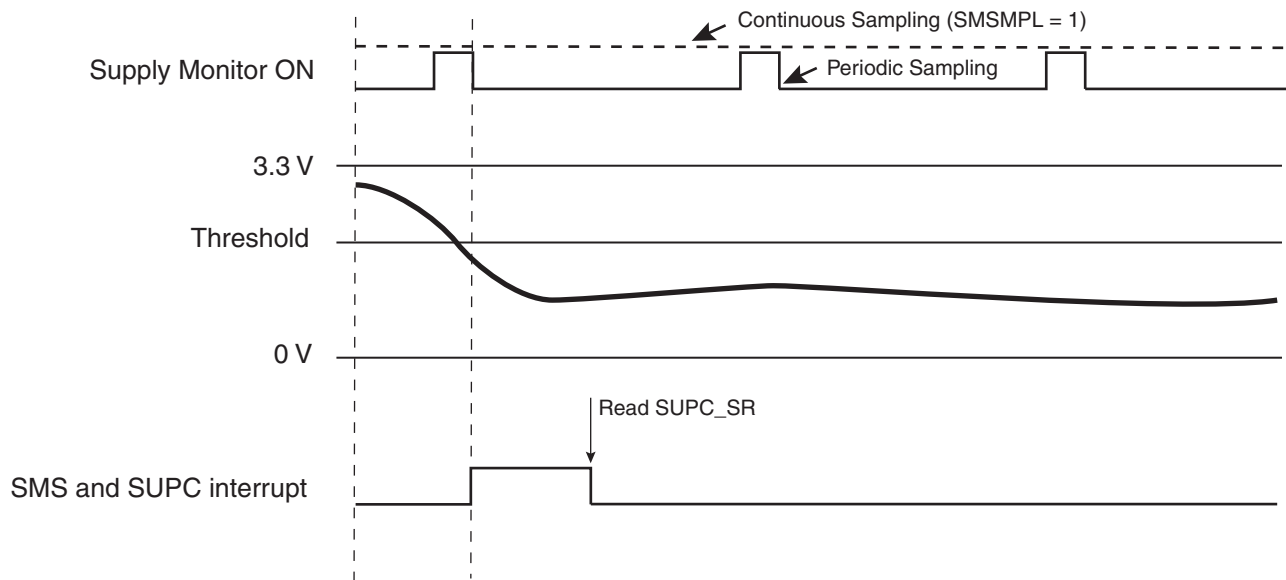 Continuous Sampling (SMSMPL = 1)
Supply Monitor ON
Periodic Sampling
3.3 V
Threshold
0 V
Read SUPC_SR
SMS and SUPC interrupt